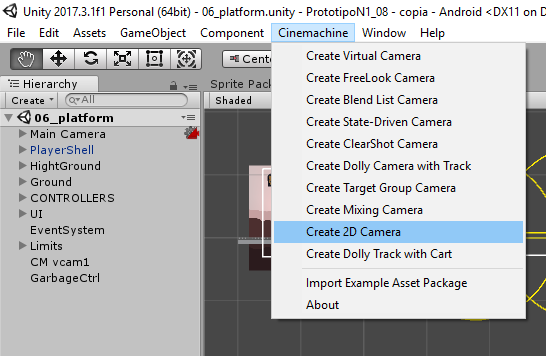 Unity 2017.3.1f1 Personal (64bit) - 06_platform.unity - PrototipoN1_08 - copia - Android <DX11 on D
File Edit Assets GameObject Component Cinemachine Window Help
Cente
Hierarchy
Sprite Pack
Create
All
Shaded
06_platform
Main Camera
PlayerShell
HightGround
Ground
CONTROLLERS
UI
EventSystem
Limits
CM vcam1
GarbageCtrl
Create Virtual Camera
Create FreeLook Camera
Create Blend List Camera
Create State-Driven Camera
Create ClearShot Camera
Create Dolly Camera with Track
Create Target Group Camera
Create Mixing Camera
Create 2D Camera
Create Dolly Track with Cart
Import Example Asset Package
About